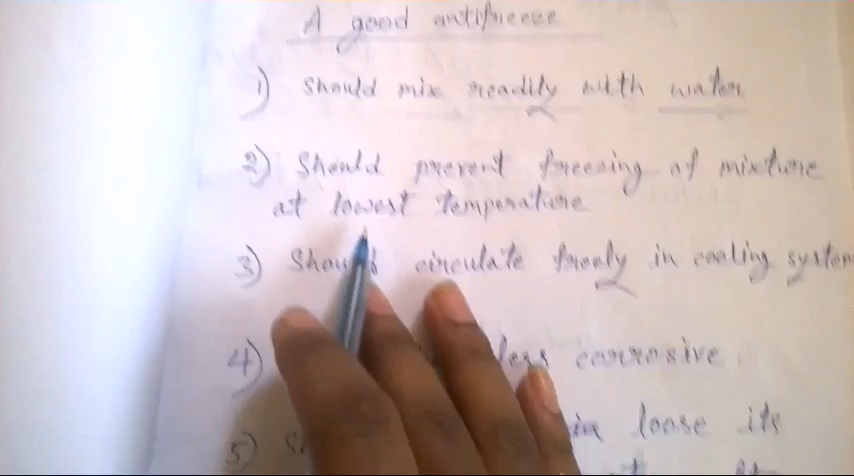 A good antifreeze
1) Should mix readily with water
2) Should prevent freezing of mixture
at lowest temperature
3) Should circulate freely in cooling system
4) less corrosive
5) loose its